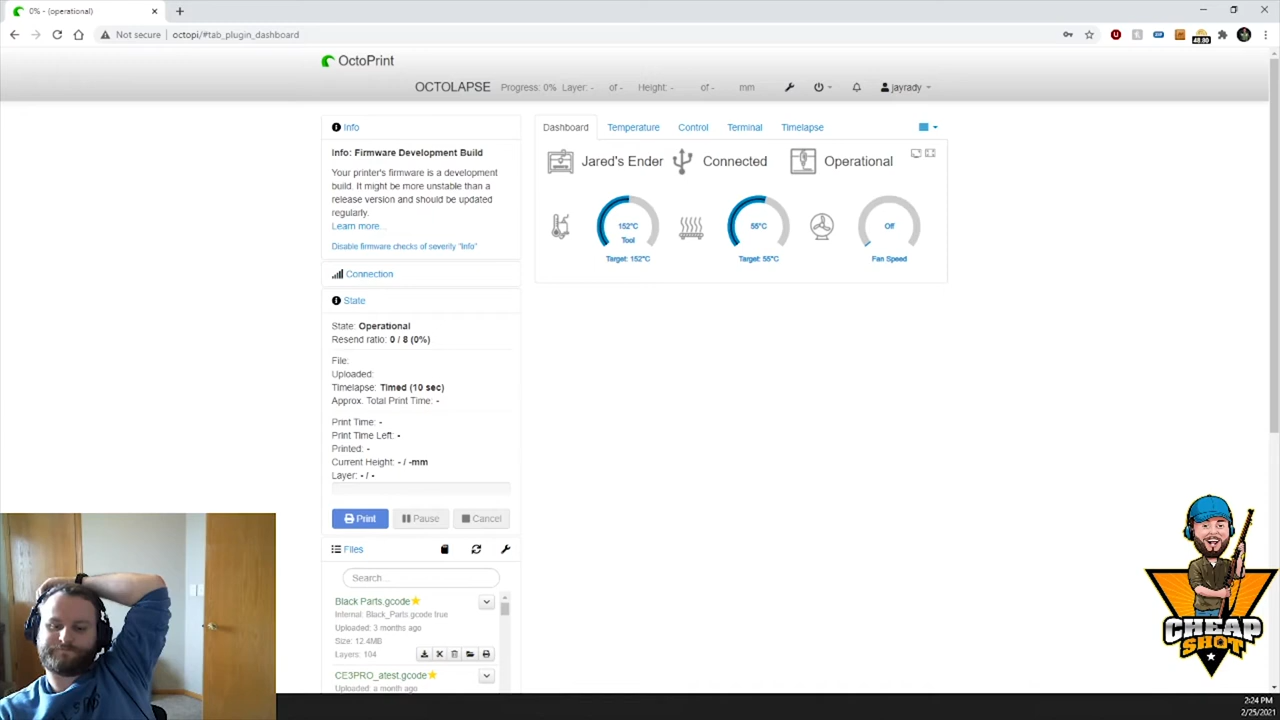 0% - (operational)
Not secure
octopi/#tab_plugin_dashboard
48.80
OctoPrint
OCTOLAPSE
Progress: 0% Layer: - of - Height: - of - mm
jayrady
Info
Info: Firmware Development Build
Your printer's firmware is a development
build. It might be more unstable than a
release version and should be updated
regularly.
Learn more...
Disable firmware checks of severity "Info"
Connection
State
State: Operational
Resend ratio: 0 / 8 (0%)
File:
Uploaded:
Timelapse: Timed (10 sec)
Approx. Total Print Time: -
Print Time: -
Print Time Left: -
Printed: -
Current Height: - / -mm
Layer: - / -
Print
Pause
Cancel
Files
Search...
Black Parts.gcode
Internal: Black_Parts.gcode true
Uploaded: 3 months ago
Size: 12.4MB
Layers: 104
CE3PRO_atest.gcode
Uploaded: a month ago
Dashboard
Temperature
Control
Terminal
Timelapse
Jared's Ender
Connected
Operational
152°C
Tool
Target: 152°C
55°C
Target: 55°C
Off
Fan Speed
CHEAP
SHOT
2:24 PM
2/25/2021